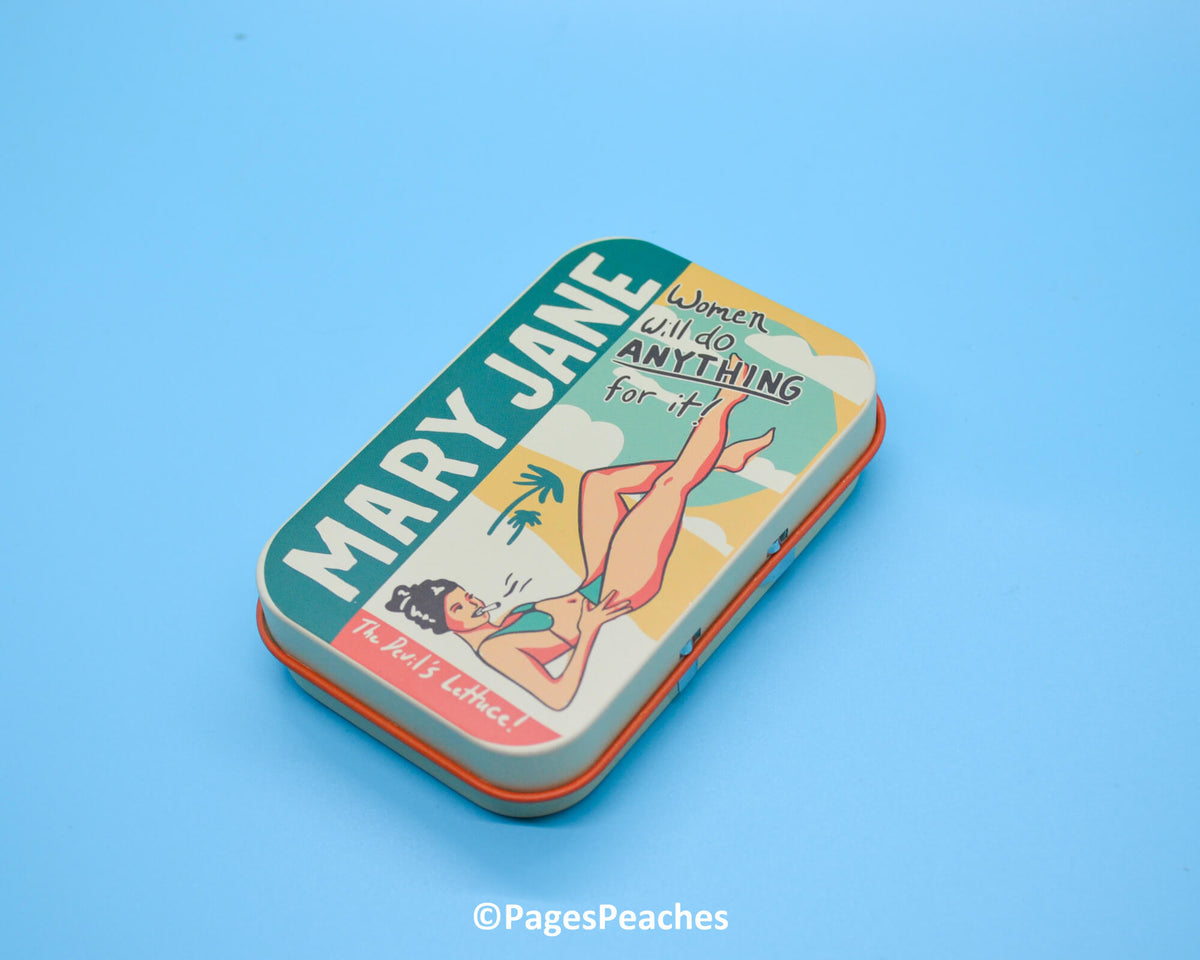 MARY JANE
Women
will do
ANYTHING
for it!
The Devil's Lettuce!
©PagesPeaches